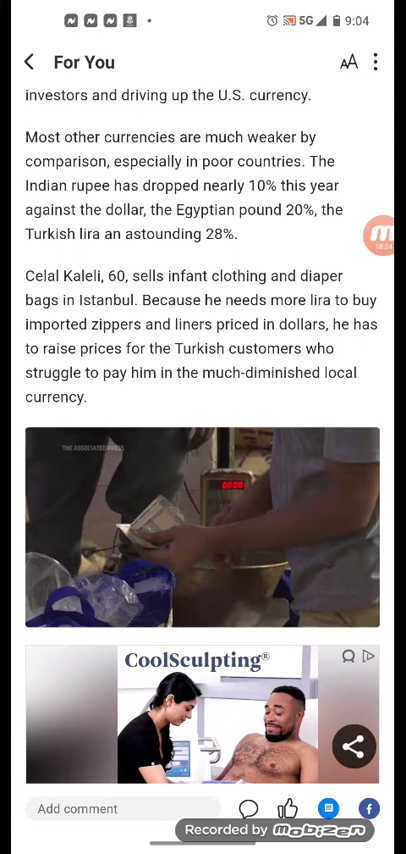 5G 9:04
For You AA
investors and driving up the U.S. currency.
Most other currencies are much weaker by
comparison, especially in poor countries. The
Indian rupee has dropped nearly 10% this year
against the dollar, the Egyptian pound 20%, the
Turkish lira an astounding 28%.
m
18:34
Celal Kaleli, 60, sells infant clothing and diaper
bags in Istanbul. Because he needs more lira to buy
imported zippers and liners priced in dollars, he has
to raise prices for the Turkish customers who
struggle to pay him in the much-diminished local
currency.
THE ASSOCIATED PRESS
CoolSculpting®
Add comment
f
Recorded by mobizen